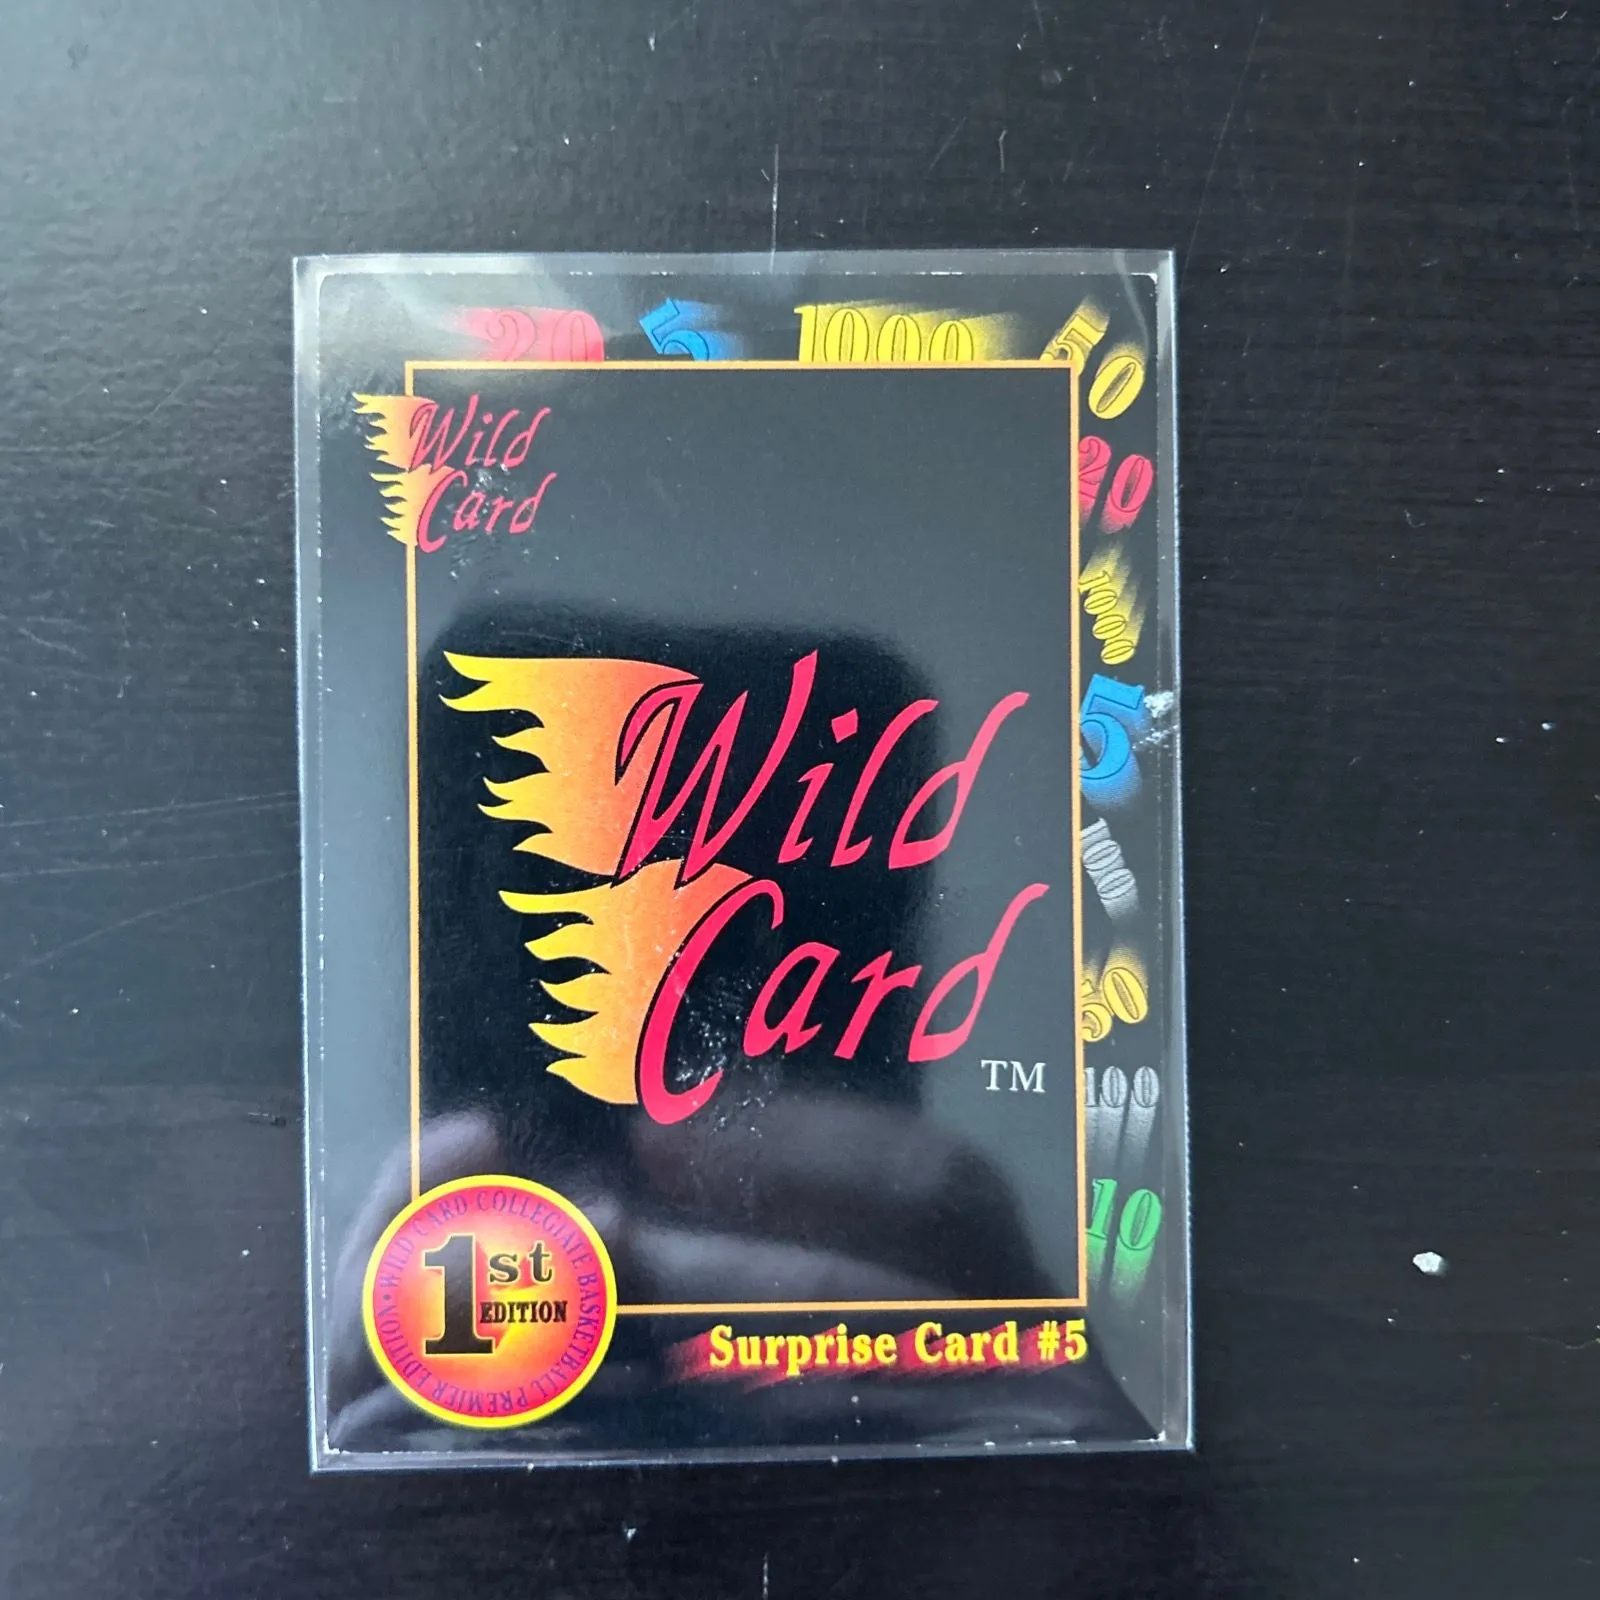 20 5 1000 50
Wild
Card
20
1000
5
Wild
100
Card
TM
50
100
10
WILD CARD COLLEGIATE BASKETBALL PREMIER EDITION
1st
EDITION
Surprise Card #5